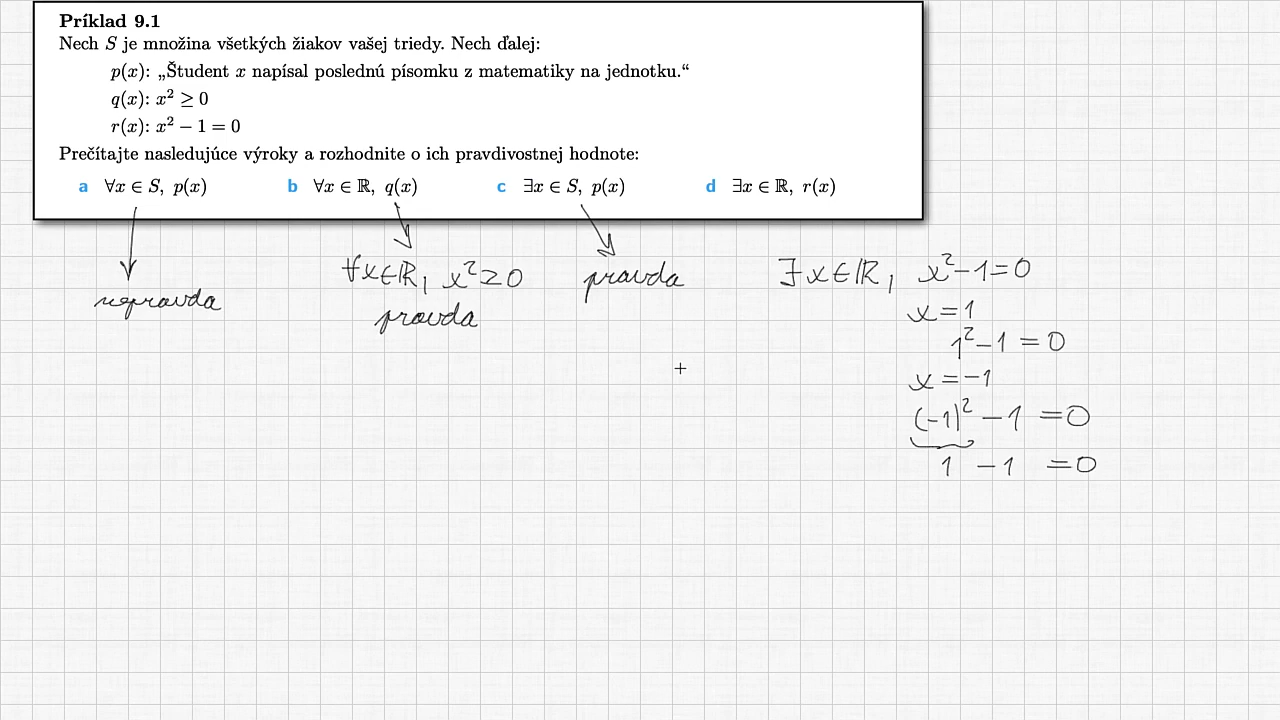 Príklad 9.1
Nech S je množina všetkých žiakov vašej triedy. Nech ďalej:
p(x): „Študent x napísal poslednú písomku z matematiky na jednotku.“
q(x): x² ≥ 0
r(x): x² − 1 = 0
Prečítajte nasledujúce výroky a rozhodnite o ich pravdivostnej hodnote:
a ∀x ∈ S, p(x) b ∀x ∈ ℝ, q(x) c ∃x ∈ S, p(x) d ∃x ∈ ℝ, r(x)
nepravda
∀x∈ℝ, x²≥0
pravda
pravda
∃x∈ℝ, x²−1=0
x=1
1²−1=0
x=−1
(−1)²−1=0
1−1=0